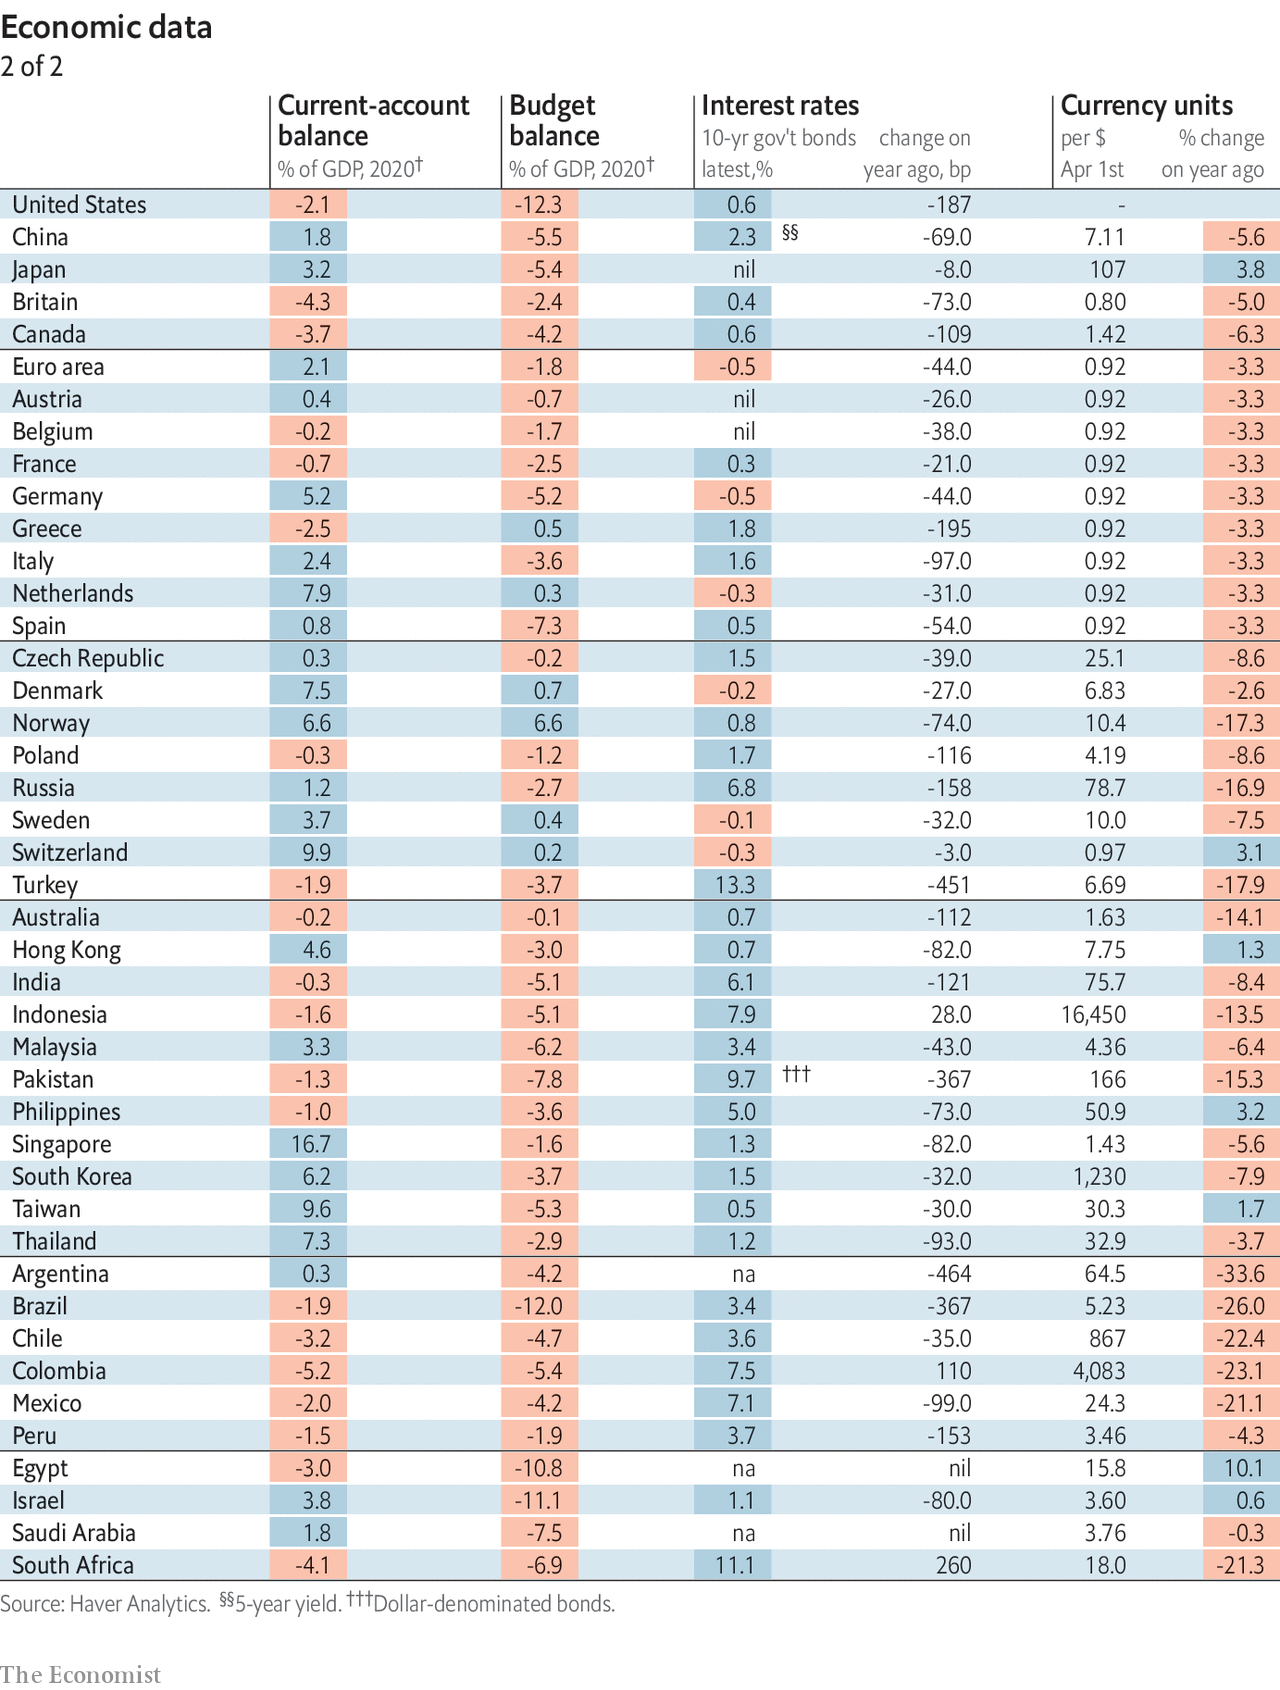 Economic data
2 of 2
Current-account balance % of GDP, 2020† Budget balance % of GDP, 2020† Interest rates 10-yr gov't bonds latest,% change on year ago, bp Currency units per $ Apr 1st % change on year ago
United States -2.1 -12.3 0.6 -187 -
China 1.8 -5.5 2.3 §§ -69.0 7.11 -5.6
Japan 3.2 -5.4 nil -8.0 107 3.8
Britain -4.3 -2.4 0.4 -73.0 0.80 -5.0
Canada -3.7 -4.2 0.6 -109 1.42 -6.3
Euro area 2.1 -1.8 -0.5 -44.0 0.92 -3.3
Austria 0.4 -0.7 nil -26.0 0.92 -3.3
Belgium -0.2 -1.7 nil -38.0 0.92 -3.3
France -0.7 -2.5 0.3 -21.0 0.92 -3.3
Germany 5.2 -5.2 -0.5 -44.0 0.92 -3.3
Greece -2.5 0.5 1.8 -195 0.92 -3.3
Italy 2.4 -3.6 1.6 -97.0 0.92 -3.3
Netherlands 7.9 0.3 -0.3 -31.0 0.92 -3.3
Spain 0.8 -7.3 0.5 -54.0 0.92 -3.3
Czech Republic 0.3 -0.2 1.5 -39.0 25.1 -8.6
Denmark 7.5 0.7 -0.2 -27.0 6.83 -2.6
Norway 6.6 6.6 0.8 -74.0 10.4 -17.3
Poland -0.3 -1.2 1.7 -116 4.19 -8.6
Russia 1.2 -2.7 6.8 -158 78.7 -16.9
Sweden 3.7 0.4 -0.1 -32.0 10.0 -7.5
Switzerland 9.9 0.2 -0.3 -3.0 0.97 3.1
Turkey -1.9 -3.7 13.3 -451 6.69 -17.9
Australia -0.2 -0.1 0.7 -112 1.63 -14.1
Hong Kong 4.6 -3.0 0.7 -82.0 7.75 1.3
India -0.3 -5.1 6.1 -121 75.7 -8.4
Indonesia -1.6 -5.1 7.9 28.0 16,450 -13.5
Malaysia 3.3 -6.2 3.4 -43.0 4.36 -6.4
Pakistan -1.3 -7.8 9.7 ††† -367 166 -15.3
Philippines -1.0 -3.6 5.0 -73.0 50.9 3.2
Singapore 16.7 -1.6 1.3 -82.0 1.43 -5.6
South Korea 6.2 -3.7 1.5 -32.0 1,230 -7.9
Taiwan 9.6 -5.3 0.5 -30.0 30.3 1.7
Thailand 7.3 -2.9 1.2 -93.0 32.9 -3.7
Argentina 0.3 -4.2 na -464 64.5 -33.6
Brazil -1.9 -12.0 3.4 -367 5.23 -26.0
Chile -3.2 -4.7 3.6 -35.0 867 -22.4
Colombia -5.2 -5.4 7.5 110 4,083 -23.1
Mexico -2.0 -4.2 7.1 -99.0 24.3 -21.1
Peru -1.5 -1.9 3.7 -153 3.46 -4.3
Egypt -3.0 -10.8 na nil 15.8 10.1
Israel 3.8 -11.1 1.1 -80.0 3.60 0.6
Saudi Arabia 1.8 -7.5 na nil 3.76 -0.3
South Africa -4.1 -6.9 11.1 260 18.0 -21.3
Source: Haver Analytics. §§5-year yield. †††Dollar-denominated bonds.
The Economist